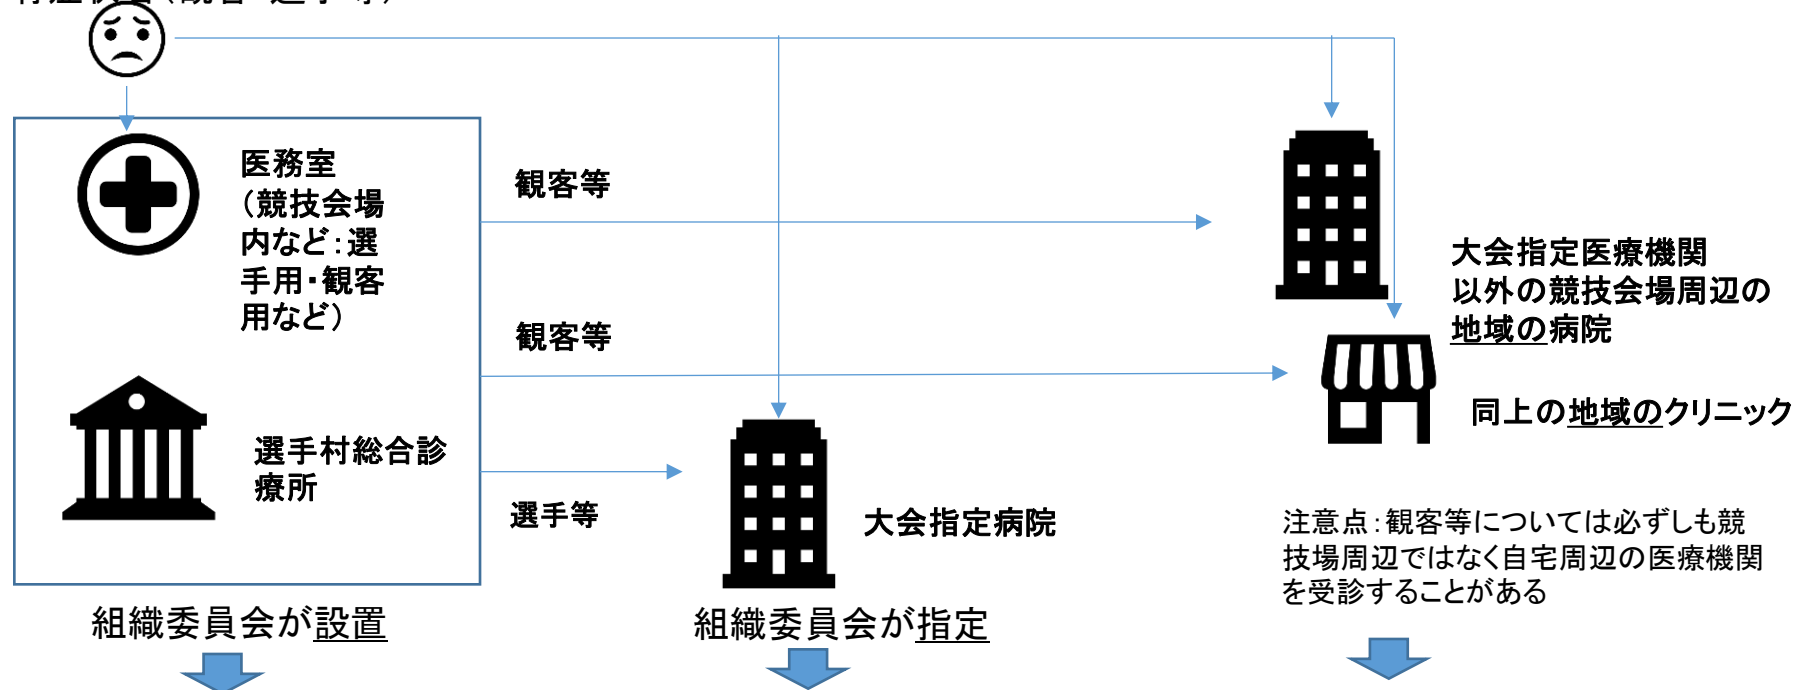 医務室
（競技会場
内など：選
手用・観客
用など）
選手村総合診
療所
組織委員会が設置
観客等
観客等
選手等
大会指定病院
組織委員会が指定
大会指定医療機関
以外の競技会場周辺の
地域の病院
同上の地域のクリニック
注意点：観客等については必ずしも競
技場周辺ではなく自宅周辺の医療機関
を受診することがある